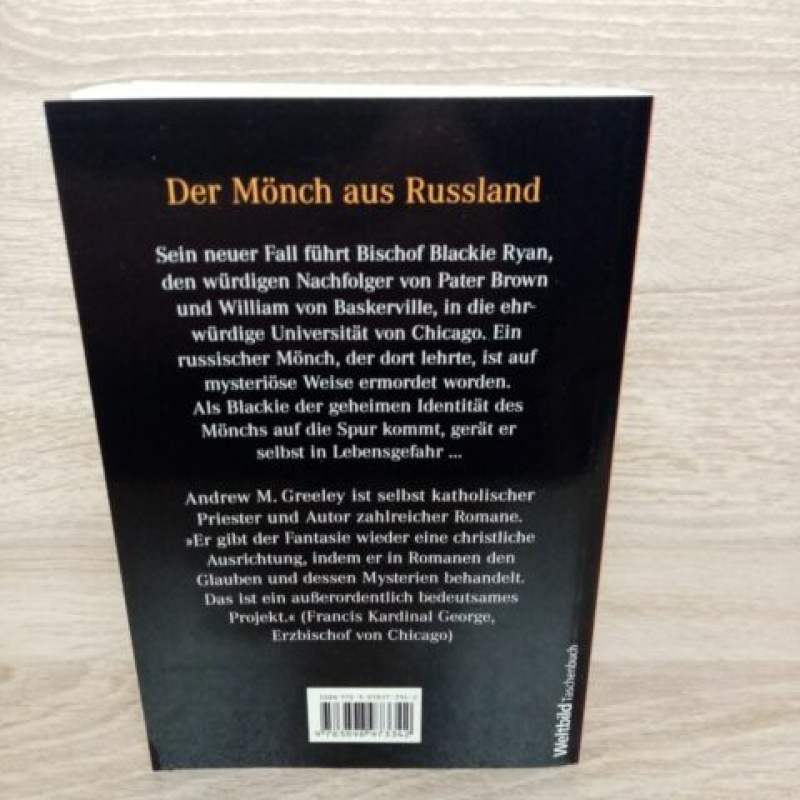 Der Mönch aus Russland
Sein neuer Fall führt Bischof Blackie Ryan,
den würdigen Nachfolger von Pater Brown
und William von Baskerville, in die ehr-
würdige Universität von Chicago. Ein
russischer Mönch, der dort lehrte, ist auf
mysteriöse Weise ermordet worden.
Als Blackie der geheimen Identität des
Mönchs auf die Spur kommt, gerät er
selbst in Lebensgefahr ...
Andrew M. Greeley ist selbst katholischer
Priester und Autor zahlreicher Romane.
»Er gibt der Fantasie wieder eine christliche
Ausrichtung, indem er in Romanen den
Glauben und dessen Mysterien behandelt.
Das ist ein außerordentlich bedeutsames
Projekt.« (Francis Kardinal George,
Erzbischof von Chicago)
Weltbild Taschenbuch